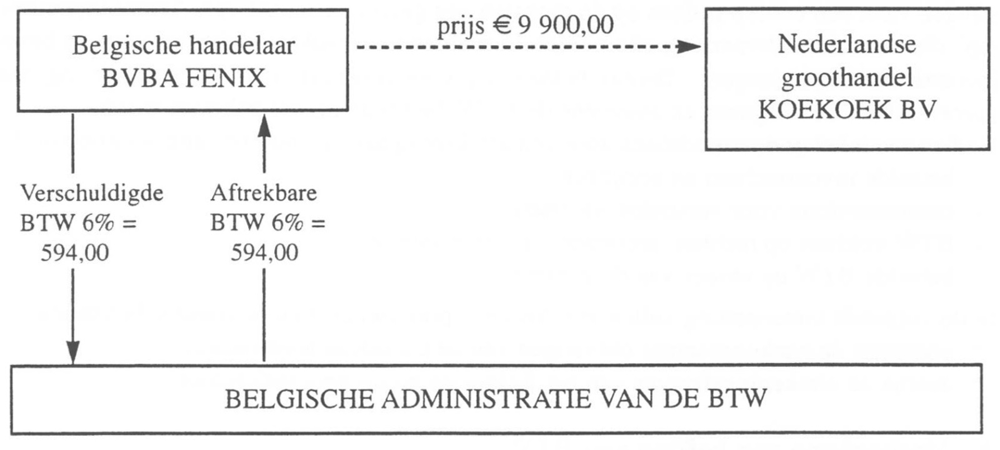 Belgische handelaar
BVBA FENIX
prijs € 9 900,00
Nederlandse
groothandel
KOEKOEK BV
Verschuldigde
BTW 6% =
594,00
Aftrekbare
BTW 6% =
594,00
BELGISCHE ADMINISTRATIE VAN DE BTW